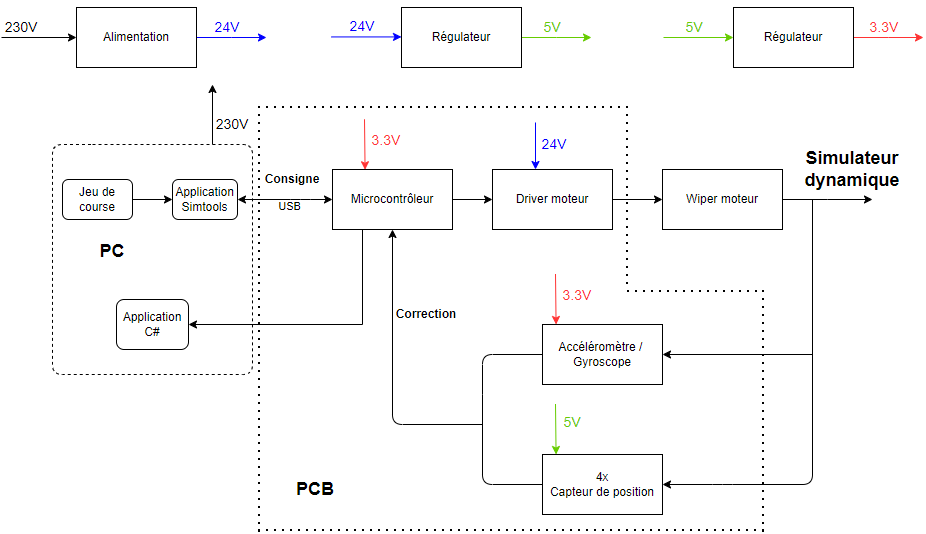 230V
Alimentation
24V
24V
Régulateur
5V
5V
Régulateur
3.3V
230V
3.3V
24V
Simulateur
dynamique
Jeu de
course
Application
Simtools
Consigne
USB
Microcontrôleur
Driver moteur
Wiper moteur
PC
Application
C#
Correction
3.3V
Accéléromètre /
Gyroscope
5V
4x
Capteur de position
PCB